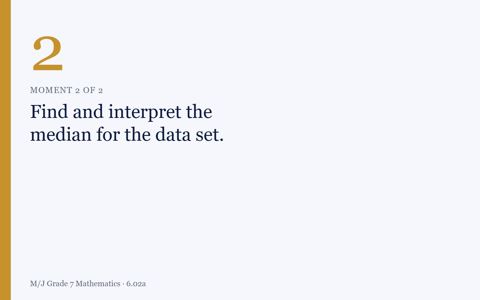 2
MOMENT 2 OF 2
Find and interpret the
median for the data set.
M/J Grade 7 Mathematics · 6.02a